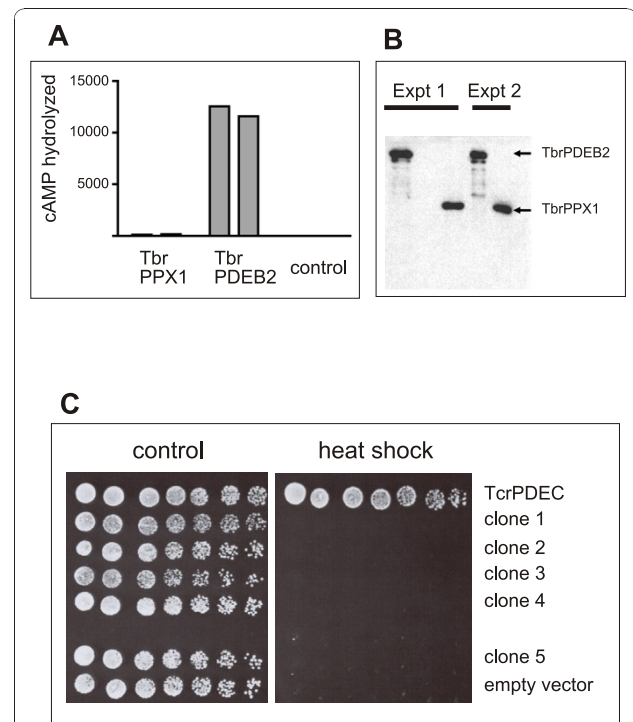 A
cAMP hydrolyzed
15000
10000
5000
Tbr
PPX1
Tbr
PDEB2
control
B
Expt 1
Expt 2
TbrPDEB2
TbrPPX1
C
control
heat shock
TcrPDEC
clone 1
clone 2
clone 3
clone 4
clone 5
empty vector